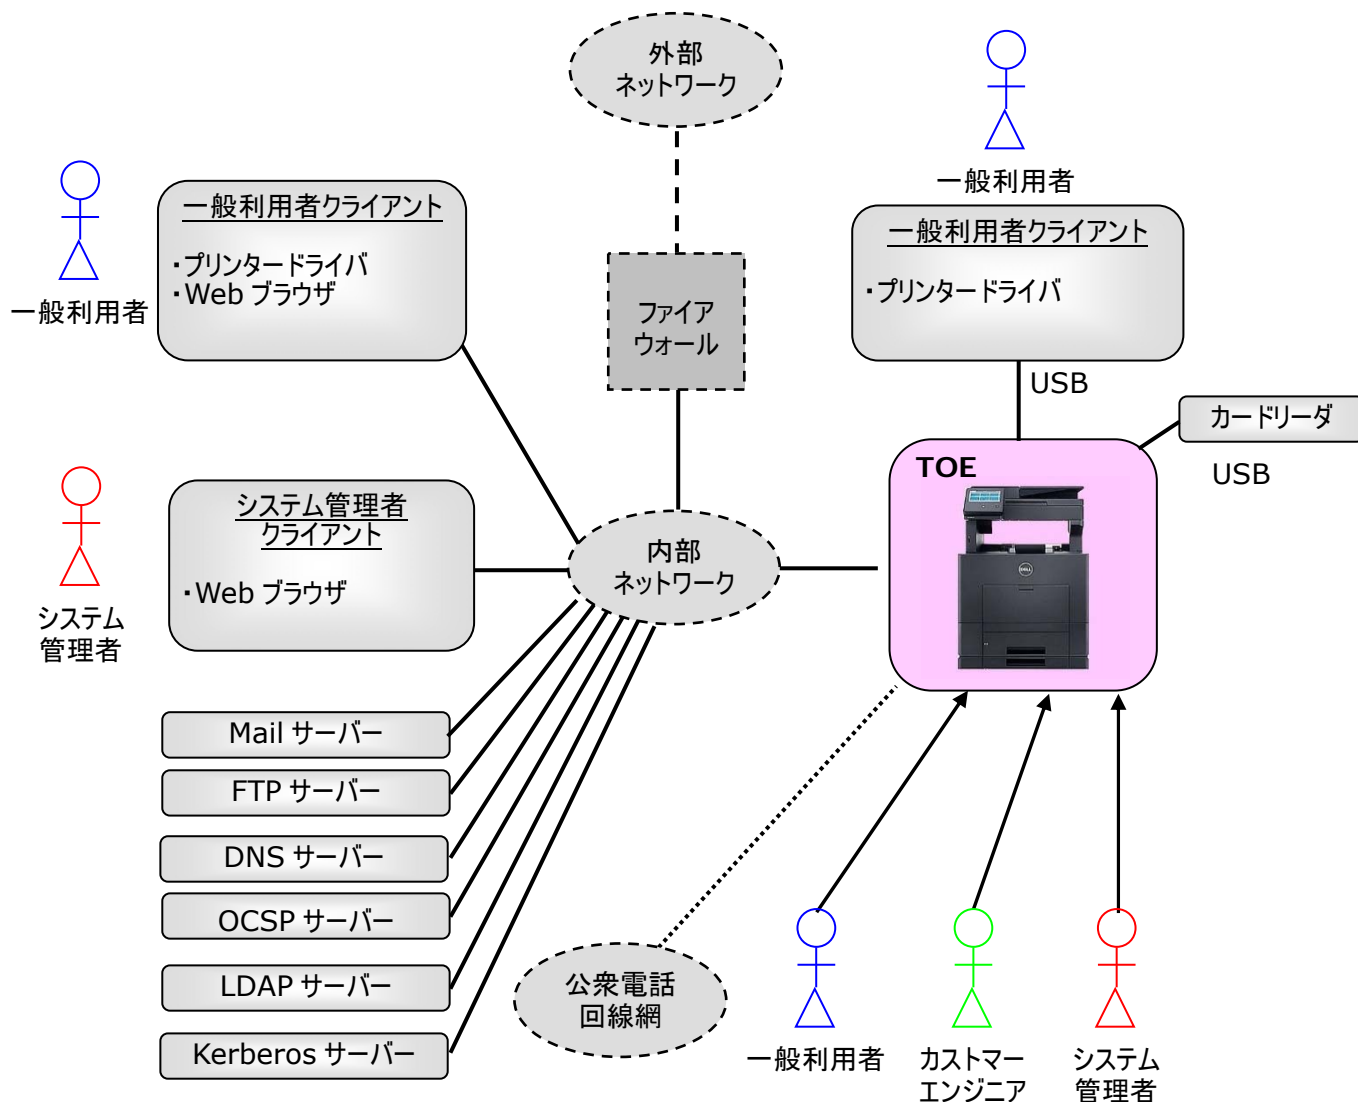 外部
ネットワーク
一般利用者
一般利用者クライアント
・プリンタードライバ
・Web ブラウザ
一般利用者
一般利用者クライアント
・プリンタードライバ
ファイア
ウォール
USB
カードリーダ
USB
TOE
DELL
システム管理者
クライアント
・Web ブラウザ
システム
管理者
内部
ネットワーク
Mail サーバー
FTP サーバー
DNS サーバー
OCSP サーバー
LDAP サーバー
Kerberos サーバー
公衆電話
回線網
一般利用者
カストマー
エンジニア
システム
管理者